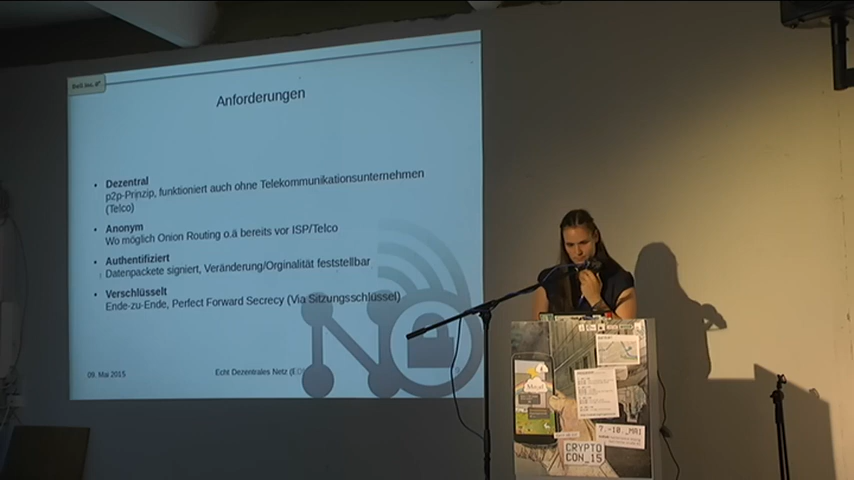 Anforderungen
• Dezentral
p2p-Prinzip, funktioniert auch ohne Telekommunikationsunternehmen
(Telco)
• Anonym
Wo möglich Onion Routing o.ä bereits vor ISP/Telco
• Authentifiziert
Datenpackete signiert, Veränderung/Orginalität feststellbar
• Verschlüsselt
Ende-zu-Ende, Perfect Forward Secrecy (Via Sitzungsschlüssel)
09. Mai 2015
Echt Dezentrales Netz
7.-10. MAI
CRYPTO
CON_15